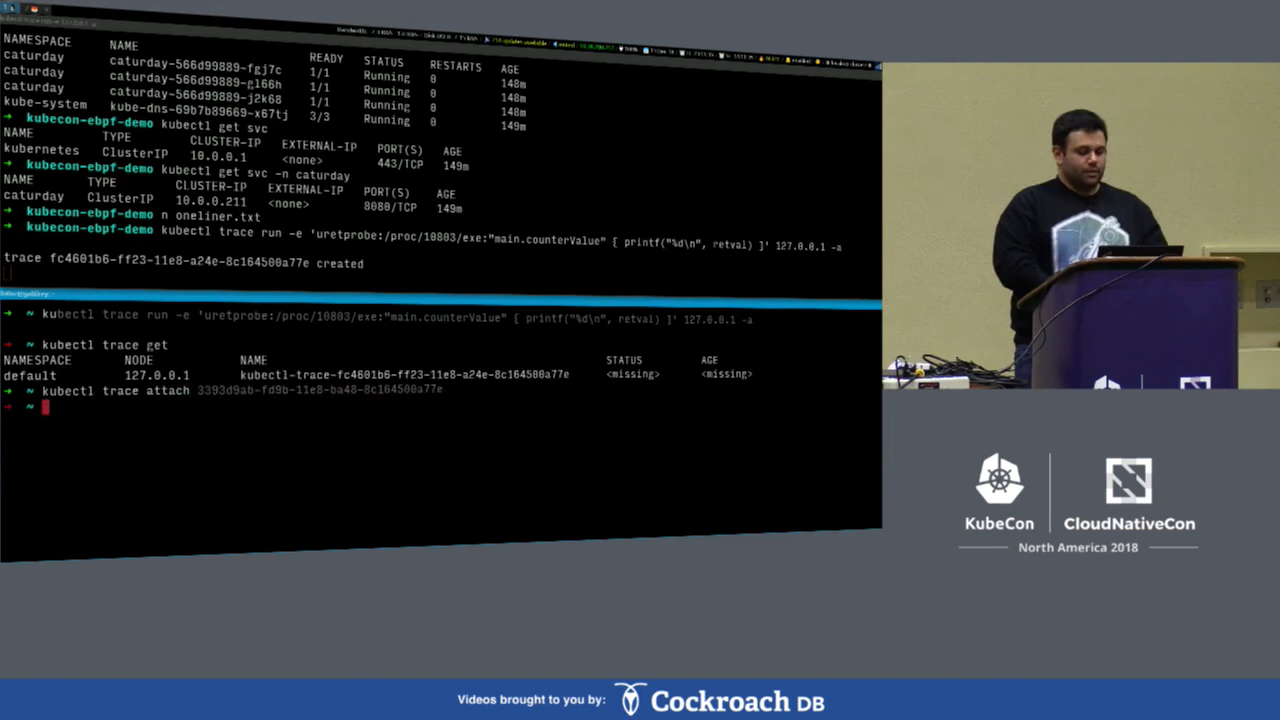 NAMESPACE NAME READY STATUS RESTARTS AGE
caturday caturday-566d99889-fgj7c 1/1 Running 0 148m
caturday caturday-566d99889-gl66h 1/1 Running 0 148m
caturday caturday-566d99889-j2k68 1/1 Running 0 148m
kube-system kube-dns-69b7b89669-x67tj 3/3 Running 0 149m
➜ kubecon-ebpf-demo kubectl get svc
NAME TYPE CLUSTER-IP EXTERNAL-IP PORT(S) AGE
kubernetes ClusterIP 10.0.0.1 <none> 443/TCP 149m
➜ kubecon-ebpf-demo kubectl get svc -n caturday
NAME TYPE CLUSTER-IP EXTERNAL-IP PORT(S) AGE
caturday ClusterIP 10.0.0.211 <none> 8080/TCP 149m
➜ kubecon-ebpf-demo n oneliner.txt
➜ kubecon-ebpf-demo kubectl trace run -e 'uretprobe:/proc/10803/exe:"main.counterValue" { printf("%d\n", retval) }' 127.0.0.1 -a
trace fc4601b6-ff23-11e8-a24e-8c164500a77e created
➜ ~ kubectl trace run -e 'uretprobe:/proc/10803/exe:"main.counterValue" { printf("%d\n", retval) }' 127.0.0.1 -a
➜ ~ kubectl trace get
NAMESPACE NODE NAME STATUS AGE
default 127.0.0.1 kubectl-trace-fc4601b6-ff23-11e8-a24e-8c164500a77e <missing> <missing>
➜ ~ kubectl trace attach 3393d9ab-fd9b-11e8-ba48-8c164500a77e
➜ ~
KubeCon CloudNativeCon
North America 2018
Videos brought to you by: Cockroach DB